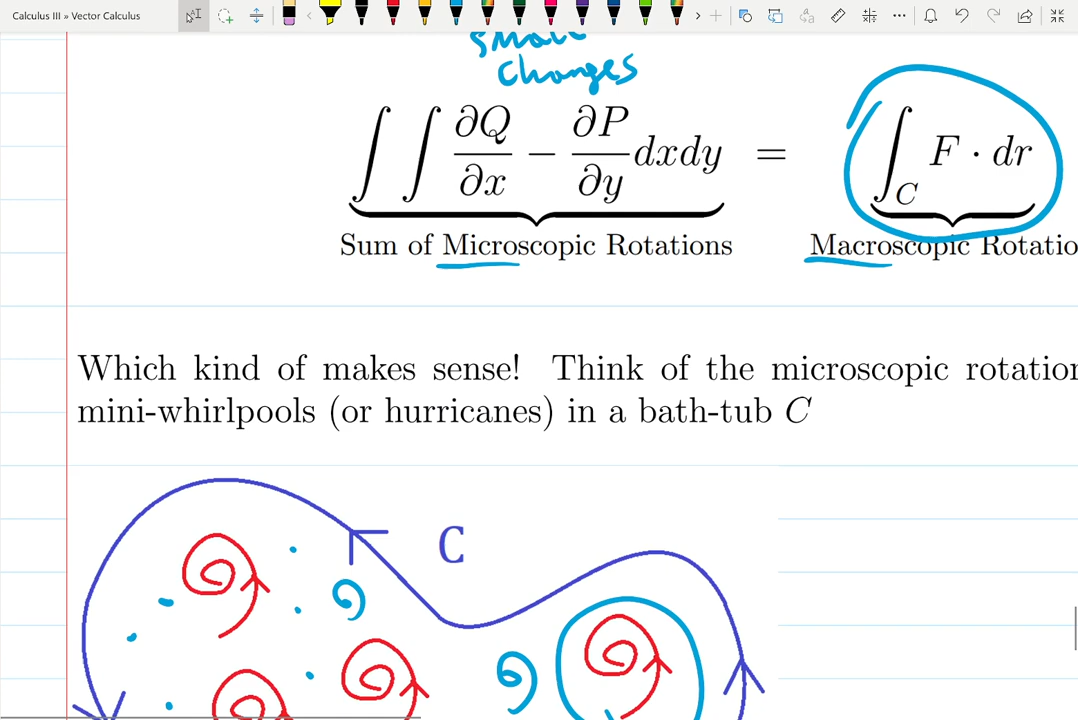 Calculus III » Vector Calculus
small
changes
∫∫ ∂Q/∂x − ∂P/∂y dxdy = ∫_C F · dr
Sum of Microscopic Rotations Macroscopic Rotatio
Which kind of makes sense! Think of the microscopic rotation
mini-whirlpools (or hurricanes) in a bath-tub C
C